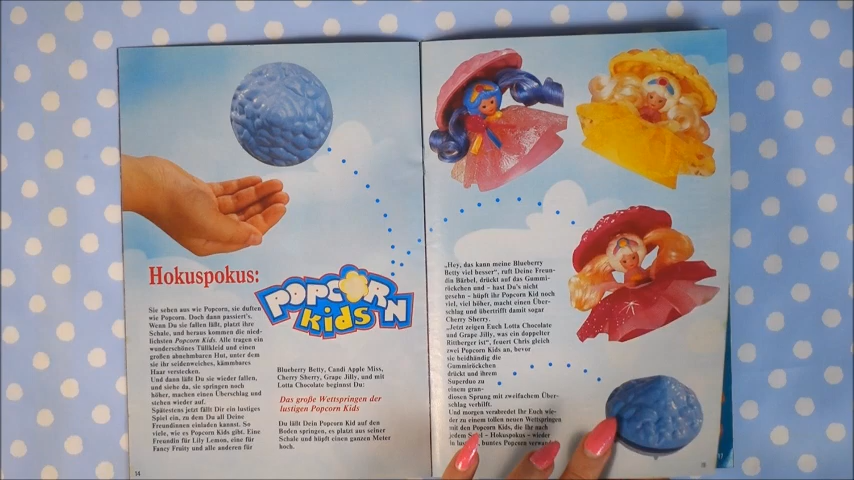 Hokuspokus:
Sie sehen aus wie Popcorn, sie duften
wie Popcorn. Doch dann passiert's.
Wenn Du sie fallen läßt, platzt ihre
Schale, und heraus kommen die nied-
lichsten Popcorn Kids. Alle tragen ein
wunderschönes Tüllkleid und einen
großen abnehmbaren Hut, unter dem
sie ihr seidenweiches, kämmbares
Haar verstecken.
Und dann läßt Du sie wieder fallen,
und siehe da, sie springen noch
höher, machen einen Überschlag und
stehen wieder auf.
Spätestens jetzt fällt Dir ein lustiges
Spiel ein, zu dem Du all Deine
Freundinnen einladen kannst. So
viele, wie es Popcorn Kids gibt. Eine
Freundin für Lily Lemon, eine für
Fancy Fruity und alle anderen für
14
POPCORN
kids
Blueberry Betty, Candi Apple Miss,
Cherry Sherry, Grape Jilly, und mit
Lotta Chocolate beginnst Du:
Das große Wettspringen der
lustigen Popcorn Kids
Du läßt Dein Popcorn Kid auf den
Boden springen, es platzt aus seiner
Schale und hüpft einen ganzen Meter
hoch.
„Hey, das kann meine Blueberry
Betty viel besser", ruft Deine Freun-
din Bärbel, drückt auf das Gummi-
röckchen und – hast Du's nicht
gesehn – hüpft ihr Popcorn Kid noch
viel, viel höher, macht einen Über-
schlag und übertrifft damit sogar
Cherry Sherry.
„Jetzt zeigen Euch Lotta Chocolate
und Grape Jilly, was ein doppelter
Rittberger ist", feuert Chris gleich
zwei Popcorn Kids an, bevor
sie beidhändig die
Gummiröckchen
drückt und ihrem
Superduo zu
einem gran-
diosen Sprung mit zweifachem Über-
schlag verhilft.
Und morgen verabredet Ihr Euch wie-
der zu einem tollen neuen Wettspringen
mit den Popcorn Kids, die Ihr nach
jedem Spiel – Hokuspokus – wieder
buntes Popcorn